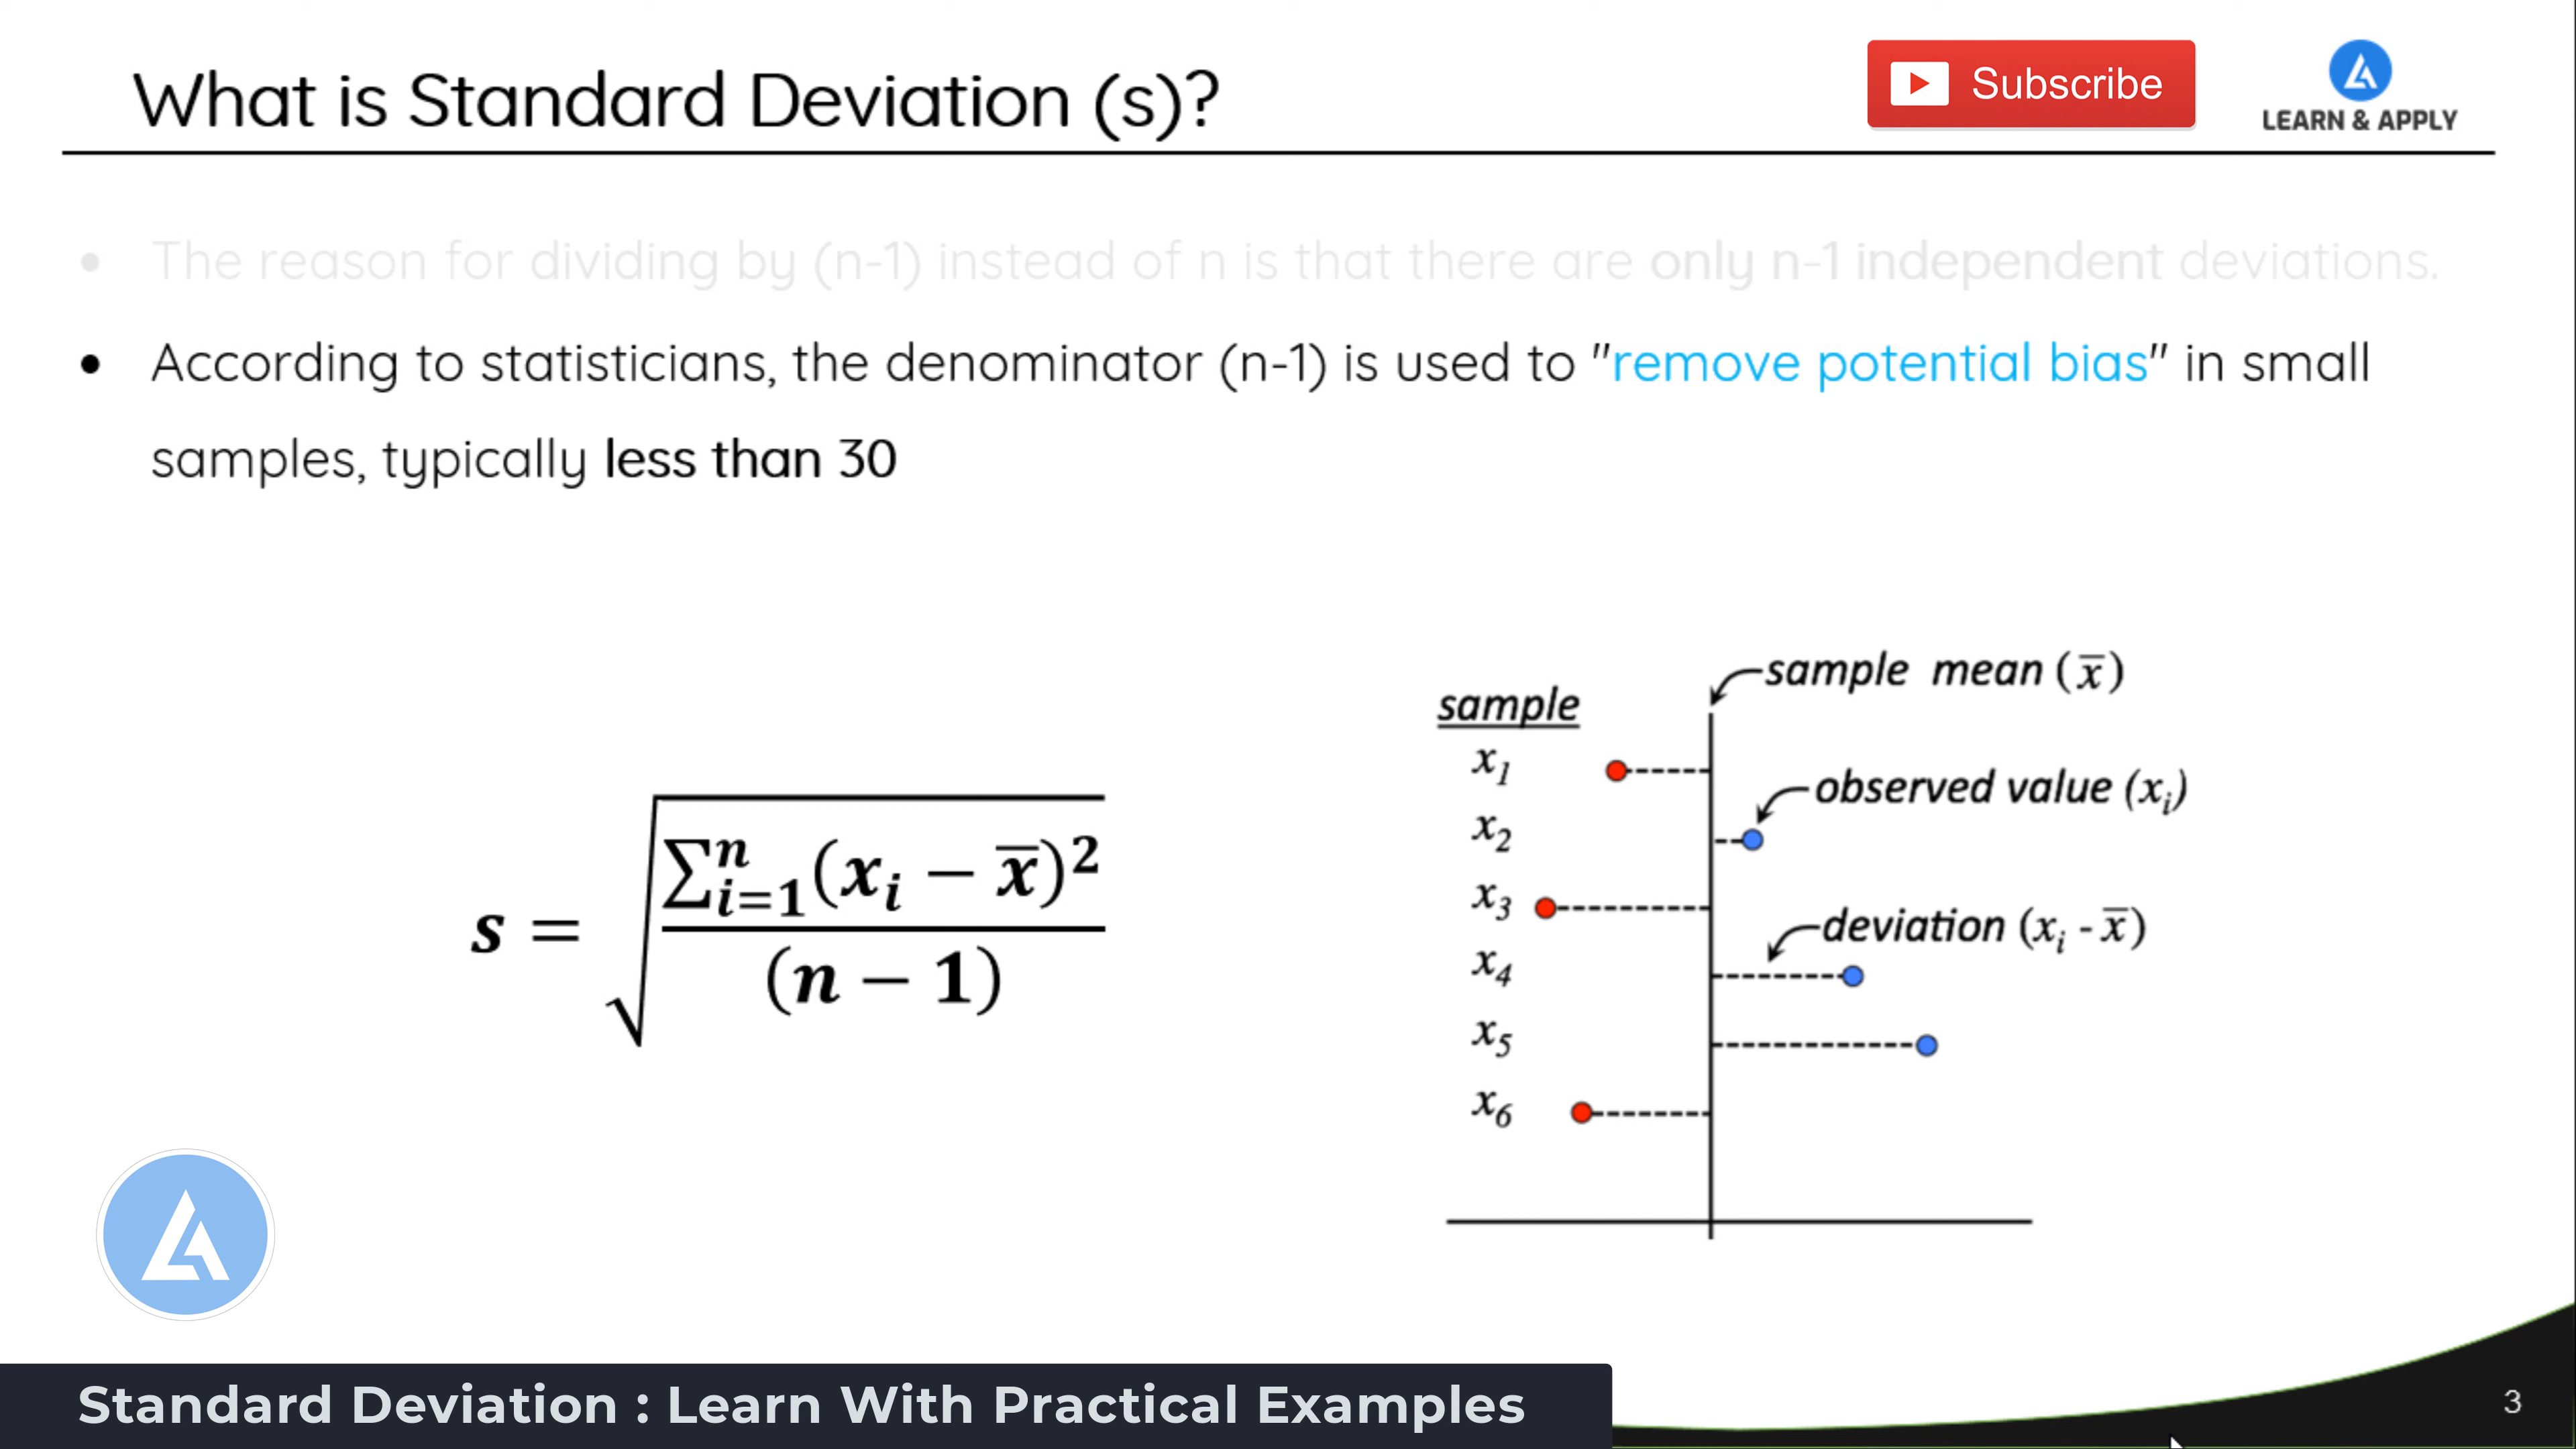 What is Standard Deviation (s)?
Subscribe
LEARN & APPLY
• The reason for dividing by (n-1) instead of n is that there are only n-1 independent deviations.
• According to statisticians, the denominator (n-1) is used to "remove potential bias" in small
samples, typically less than 30
s = √(∑ⁿᵢ₌₁(xᵢ − x̅)² / (n − 1))
sample mean (x̅)
sample
x₁
observed value (xᵢ)
x₂
x₃
deviation (xᵢ - x̅)
x₄
x₅
x₆
Standard Deviation : Learn With Practical Examples
3